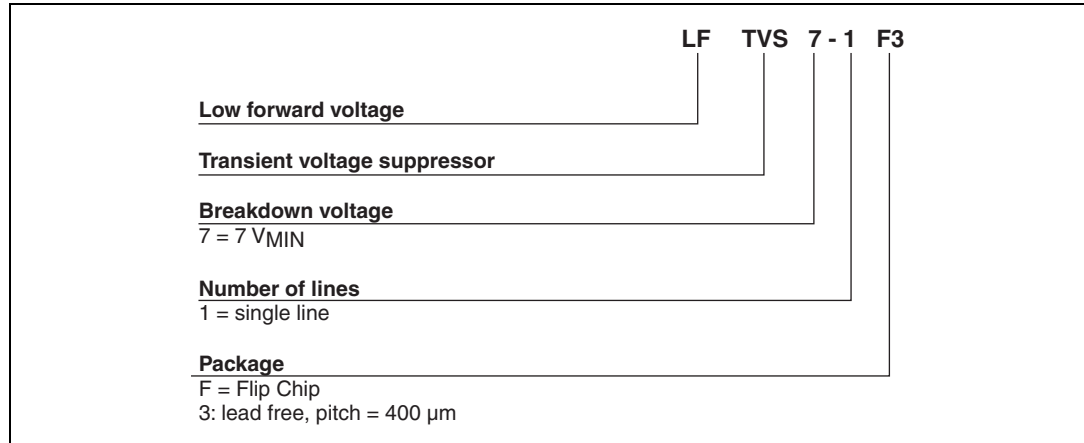 LF TVS 7 - 1 F3
Low forward voltage
Transient voltage suppressor
Breakdown voltage
7 = 7 VMIN
Number of lines
1 = single line
Package
F = Flip Chip
3: lead free, pitch = 400 µm